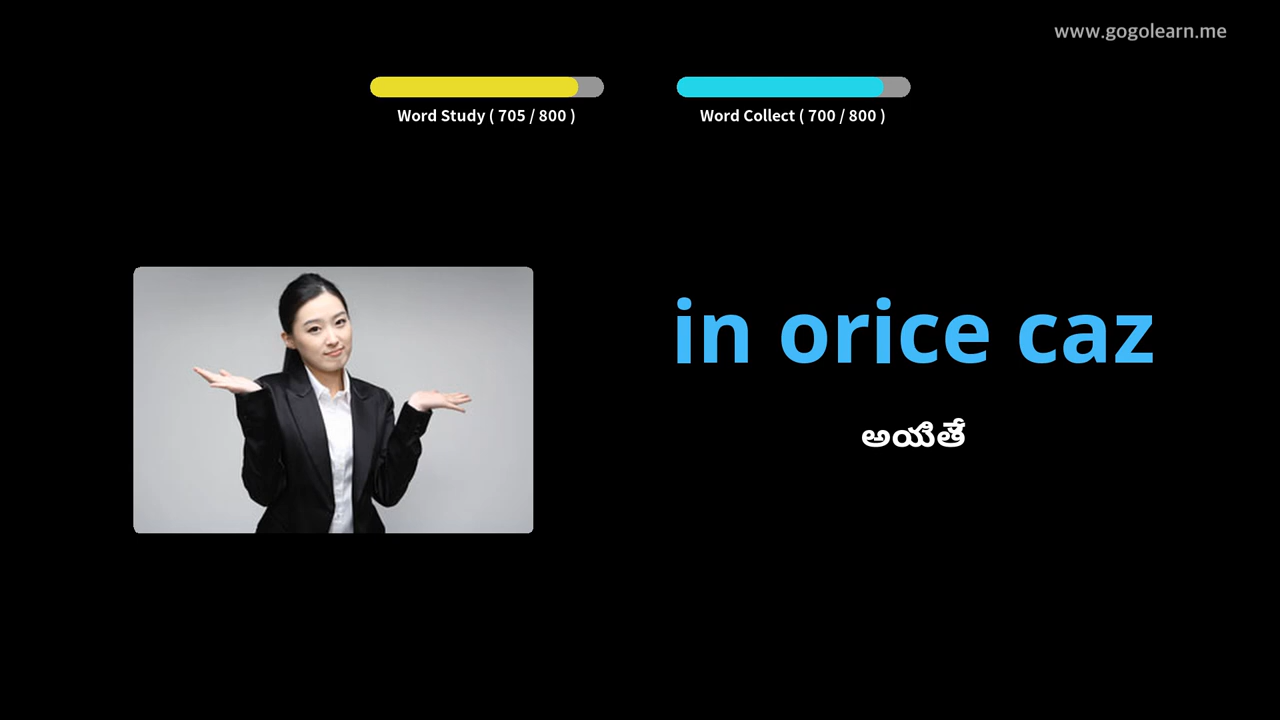 www.gogolearn.me
Word Study ( 705 / 800 )
Word Collect ( 700 / 800 )
in orice caz
అయితే